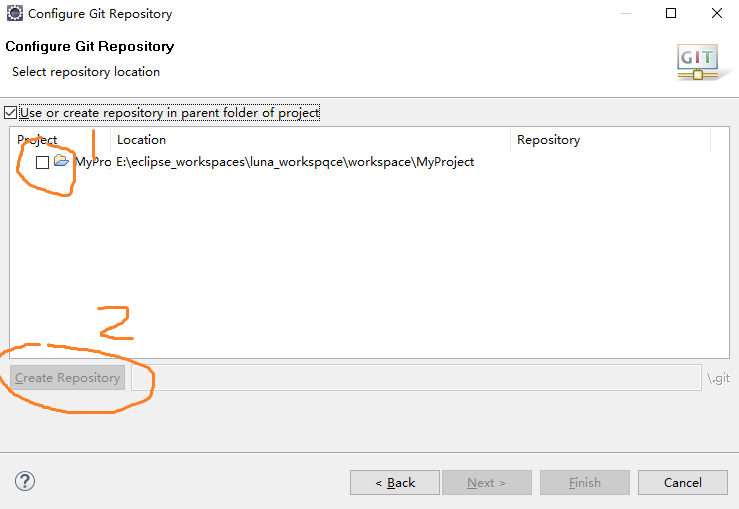 Configure Git Repository
Configure Git Repository
Select repository location
GIT
Use or create repository in parent folder of project
Project Location Repository
1
MyPro E:\eclipse_workspaces\luna_workspqce\workspace\MyProject
2
Create Repository \.git
? < Back Next > Finish Cancel